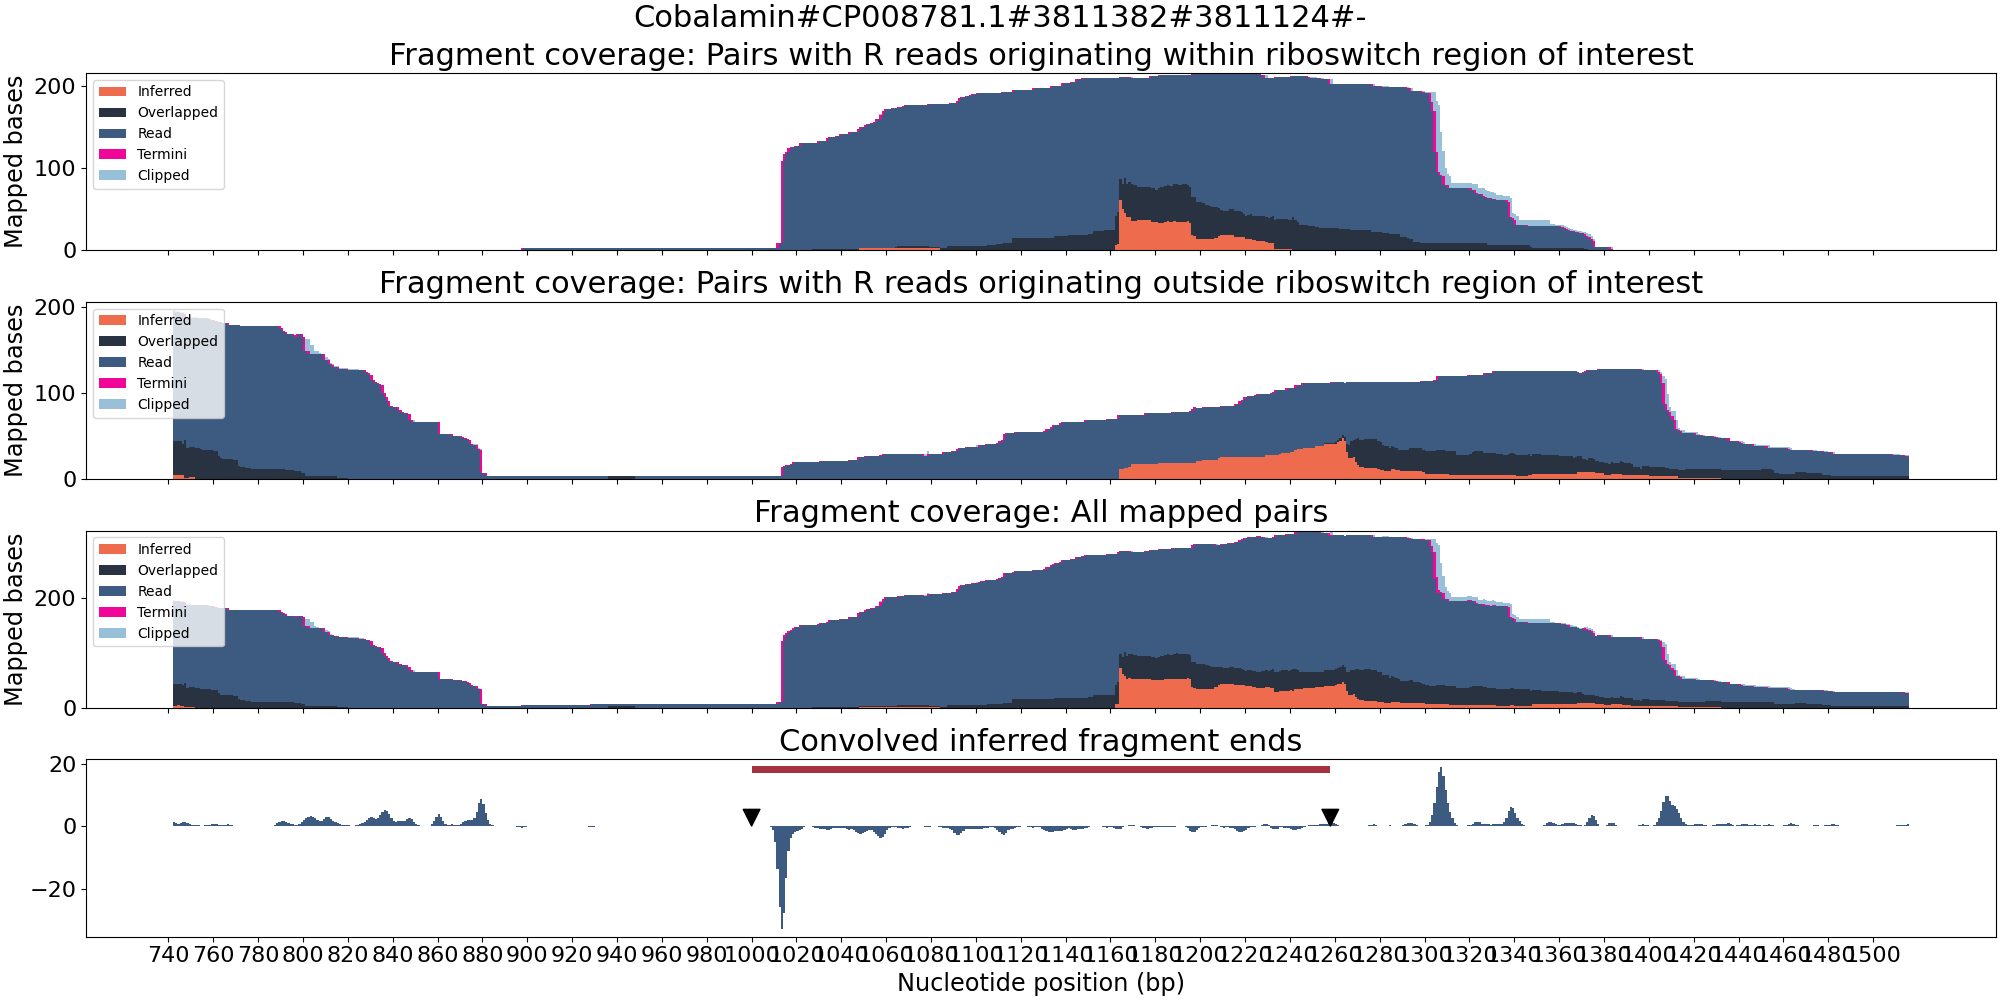 Cobalamin#CP008781.1#3811382#3811124#-
Fragment coverage: Pairs with R reads originating within riboswitch region of interest
Mapped bases
200
100
0
Inferred
Overlapped
Read
Termini
Clipped
Fragment coverage: Pairs with R reads originating outside riboswitch region of interest
Mapped bases
200
100
0
Inferred
Overlapped
Read
Termini
Clipped
Fragment coverage: All mapped pairs
Mapped bases
200
0
Inferred
Overlapped
Read
Termini
Clipped
Convolved inferred fragment ends
20
0
−20
740 760 780 800 820 840 860 880 900 920 940 960 980 1000 1020 1040 1060 1080 1100 1120 1140 1160 1180 1200 1220 1240 1260 1280 1300 1320 1340 1360 1380 1400 1420 1440 1460 1480 1500
Nucleotide position (bp)